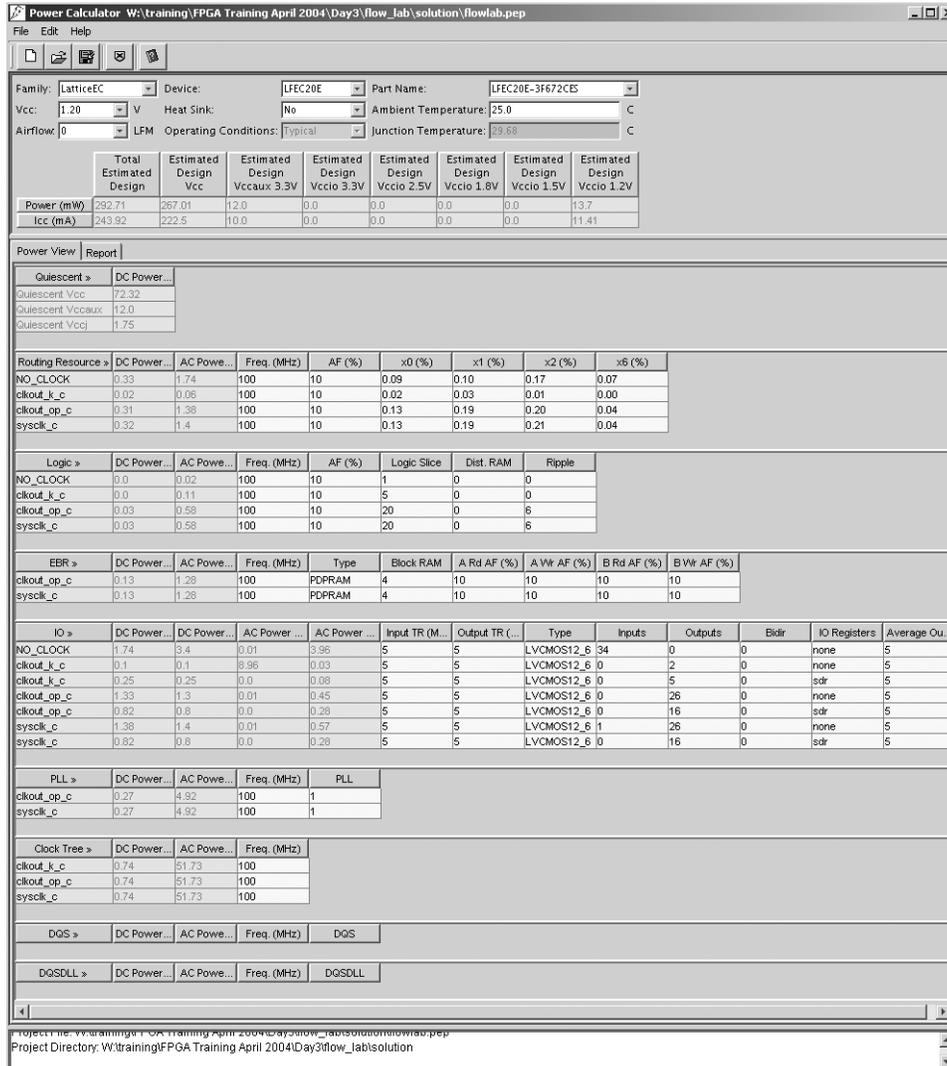 Power Calculator W:\training\FPGA Training April 2004\Day3\flow_lab\solution\flowlab.pep
File Edit Help
Family: LatticeEC Device: LFEC20E Part Name: LFEC20E-3F672CES
Vcc: 1.20 V Heat Sink: No Ambient Temperature: 25.0 C
Airflow: 0 LFM Operating Conditions: Typical Junction Temperature: 29.68 C
Total Estimated Design Estimated Design Vcc Estimated Design Vccaux 3.3V Estimated Design Vccio 3.3V Estimated Design Vccio 2.5V Estimated Design Vccio 1.8V Estimated Design Vccio 1.5V Estimated Design Vccio 1.2V
Power (mW) 292.71 267.01 12.0 0.0 0.0 0.0 0.0 13.7
Icc (mA) 243.92 222.5 10.0 0.0 0.0 0.0 0.0 11.41
Power View Report
Quiescent » DC Power...
Quiescent Vcc 72.32
Quiescent Vccaux 12.0
Quiescent Vccj 1.75
Routing Resource » DC Power... AC Powe... Freq. (MHz) AF (%) x0 (%) x1 (%) x2 (%) x6 (%)
NO_CLOCK 0.33 1.74 100 10 0.09 0.10 0.17 0.07
clkout_k_c 0.02 0.06 100 10 0.02 0.03 0.01 0.00
clkout_op_c 0.31 1.38 100 10 0.13 0.19 0.20 0.04
sysclk_c 0.32 1.4 100 10 0.13 0.19 0.21 0.04
Logic » DC Power... AC Powe... Freq. (MHz) AF (%) Logic Slice Dist. RAM Ripple
NO_CLOCK 0.0 0.02 100 10 1 0 0
clkout_k_c 0.0 0.11 100 10 5 0 0
clkout_op_c 0.03 0.58 100 10 20 0 6
sysclk_c 0.03 0.58 100 10 20 0 6
EBR » DC Power... AC Powe... Freq. (MHz) Type Block RAM A Rd AF (%) A Wr AF (%) B Rd AF (%) B Wr AF (%)
clkout_op_c 0.13 1.28 100 PDPRAM 4 10 10 10 10
sysclk_c 0.13 1.28 100 PDPRAM 4 10 10 10 10
IO » DC Power... DC Power... AC Power ... AC Power ... Input TR (M... Output TR (... Type Inputs Outputs Bidir IO Registers Average Ou...
NO_CLOCK 1.74 3.4 0.01 3.96 5 5 LVCMOS12_6 34 0 0 none 5
clkout_k_c 0.1 0.1 8.96 0.03 5 5 LVCMOS12_6 0 2 0 none 5
clkout_k_c 0.25 0.25 0.0 0.08 5 5 LVCMOS12_6 0 5 0 sdr 5
clkout_op_c 1.33 1.3 0.01 0.45 5 5 LVCMOS12_6 0 26 0 none 5
clkout_op_c 0.82 0.8 0.0 0.28 5 5 LVCMOS12_6 0 16 0 sdr 5
sysclk_c 1.38 1.4 0.01 0.57 5 5 LVCMOS12_6 1 26 0 none 5
sysclk_c 0.82 0.8 0.0 0.28 5 5 LVCMOS12_6 0 16 0 sdr 5
PLL » DC Power... AC Powe... Freq. (MHz) PLL
clkout_op_c 0.27 4.92 100 1
sysclk_c 0.27 4.92 100 1
Clock Tree » DC Power... AC Powe... Freq. (MHz)
clkout_k_c 0.74 51.73 100
clkout_op_c 0.74 51.73 100
sysclk_c 0.74 51.73 100
DQS » DC Power... AC Powe... Freq. (MHz) DQS
DQSDLL » DC Power... AC Powe... Freq. (MHz) DQSDLL
Project File: W:\training\FPGA Training April 2004\Day3\flow_lab\solution\flowlab.pep
Project Directory: W:\training\FPGA Training April 2004\Day3\flow_lab\solution